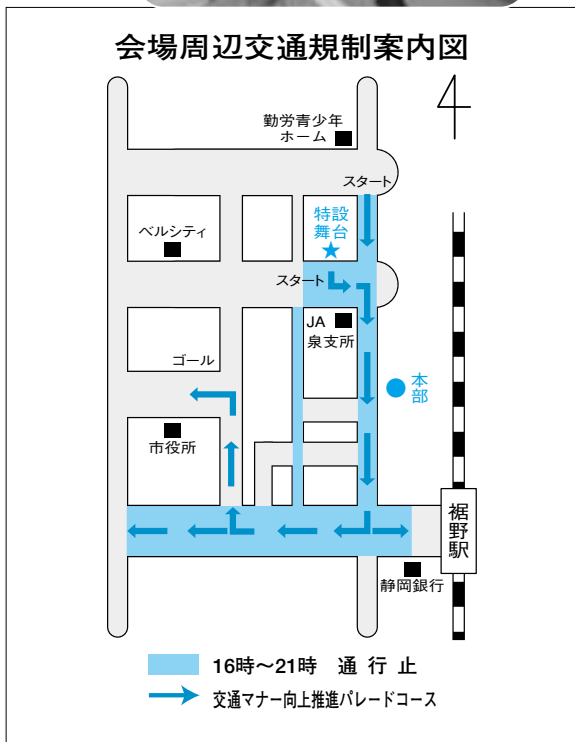 会場周辺交通規制案内図
勤労青少年
ホーム
スタート
特設
舞台
ベルシティ
スタート
JA
泉支所
ゴール
本部
市役所
裾野駅
静岡銀行
16時〜21時 通行止
交通マナー向上推進パレードコース